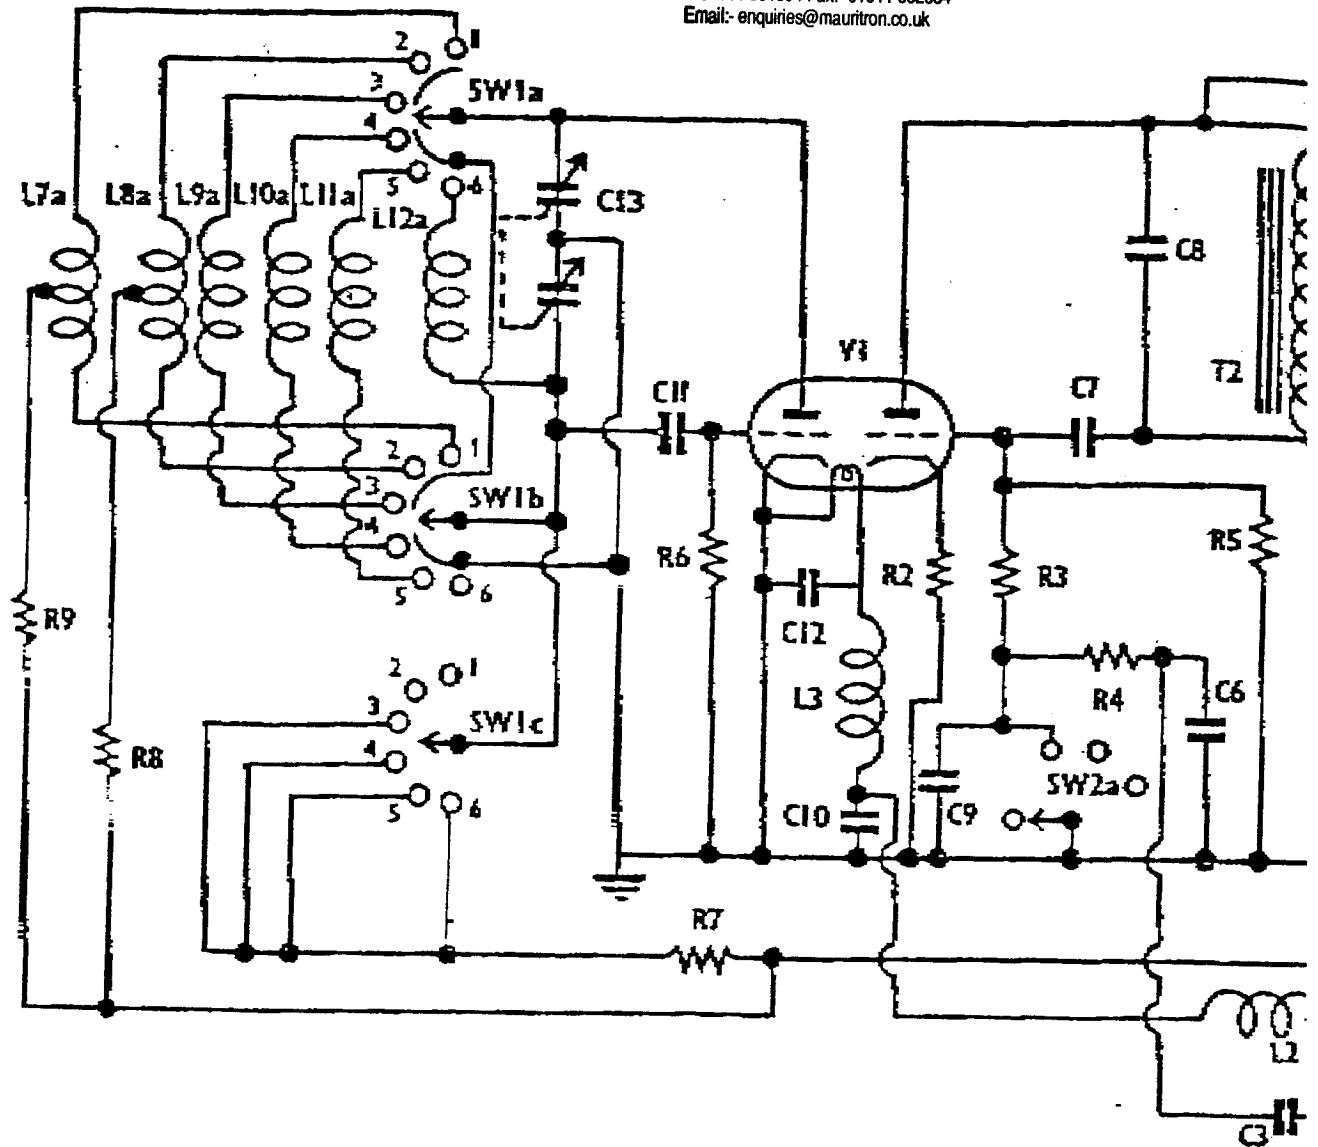 Email:- enquiries@mauritron.co.uk
1
2
3
SW1a
4
5
6
C13
L7a L8a L9a L10a L11a
L12a
C8
V1
T2
C11
C7
2
1
3
SW1b
4
5
6
R6
R2
R3
R5
R9
C12
2
1
3
SW1c
L3
R4
C6
4
R8
5
6
SW2a
C10
C9
R7
L2
C3